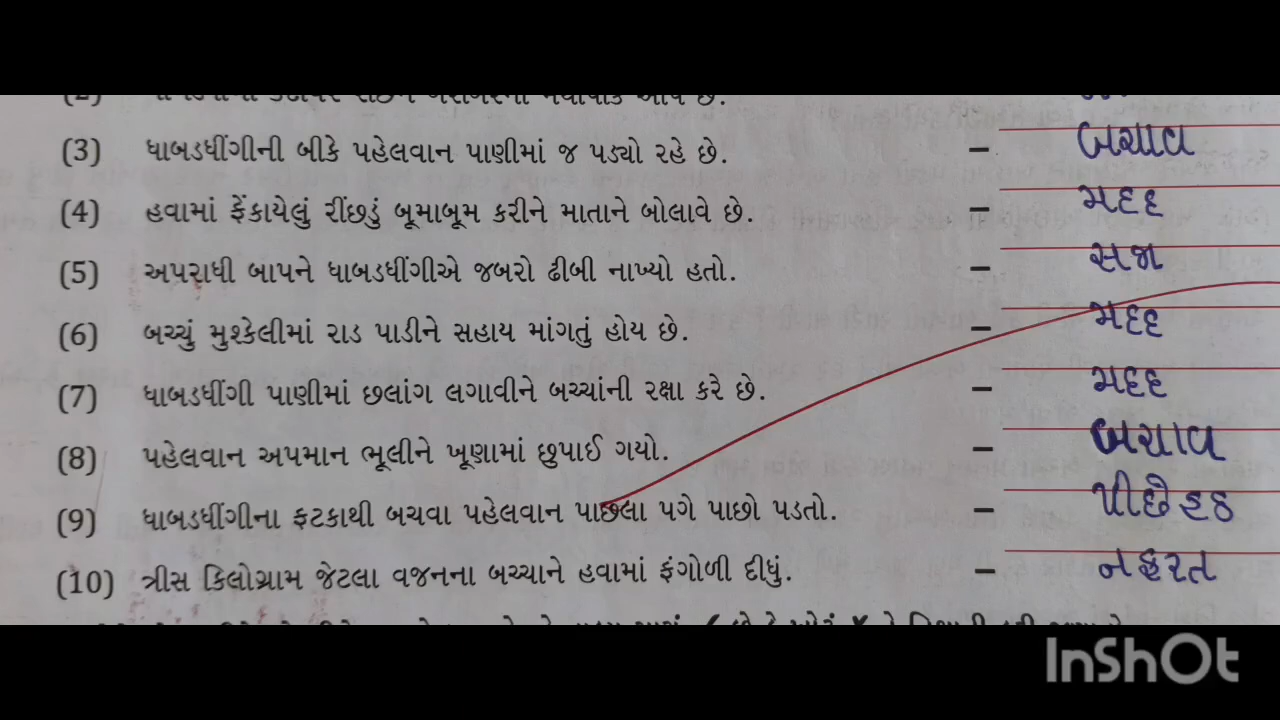 (3) ધાબડધીંગીની બીકે પહેલવાન પાણીમાં જ પડ્યો રહે છે. – બચાવ
(4) હવામાં ફેંકાયેલું રીંછડું બૂમાબૂમ કરીને માતાને બોલાવે છે. – મદદ
(5) અપરાધી બાપને ધાબડધીંગીએ જબરો ઢીબી નાખ્યો હતો. – સજા
(6) બચ્ચું મુશ્કેલીમાં રાડ પાડીને સહાય માંગતું હોય છે. – મદદ
(7) ધાબડધીંગી પાણીમાં છલાંગ લગાવીને બચ્ચાંની રક્ષા કરે છે. – મદદ
(8) પહેલવાન અપમાન ભૂલીને ખૂણામાં છુપાઈ ગયો. – બચાવ
(9) ધાબડધીંગીના ફટકાથી બચવા પહેલવાન પાછલા પગે પાછો પડતો. – પીછેહઠ
(10) ત્રીસ કિલોગ્રામ જેટલા વજનના બચ્ચાને હવામાં ફંગોળી દીધું. – નફરત
InShOt